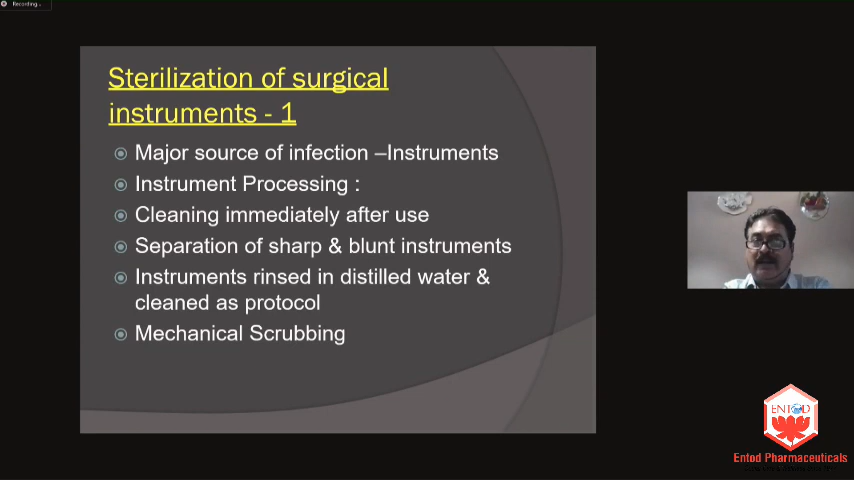 Recording...
Sterilization of surgical
instruments - 1
Major source of infection –Instruments
Instrument Processing :
Cleaning immediately after use
Separation of sharp & blunt instruments
Instruments rinsed in distilled water &
cleaned as protocol
Mechanical Scrubbing
ENTOD
Entod Pharmaceuticals